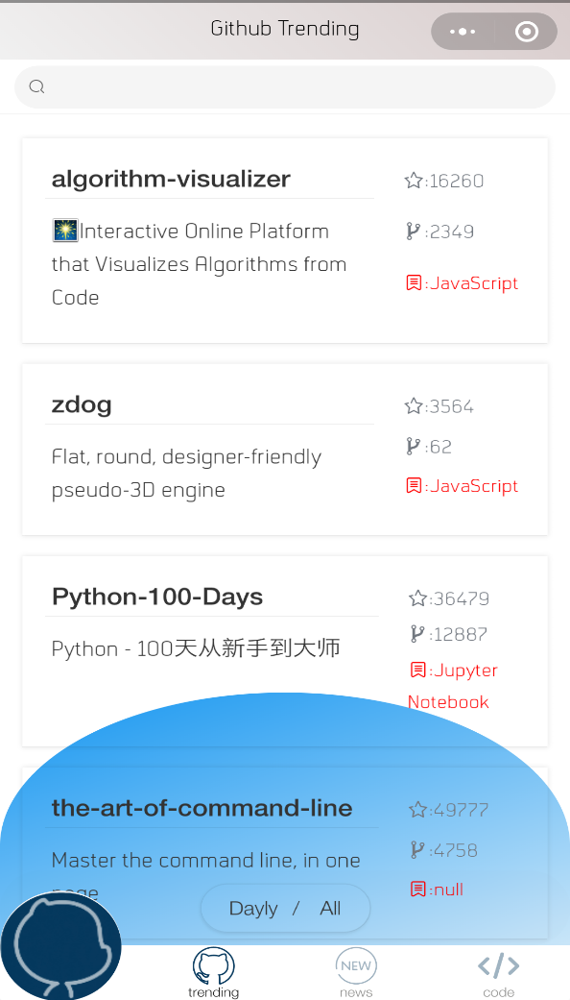 Github Trending
algorithm-visualizer
:16260
🎆Interactive Online Platform
that Visualizes Algorithms from
Code
:2349
:JavaScript
zdog
:3564
Flat, round, designer-friendly
pseudo-3D engine
:62
:JavaScript
Python-100-Days
:36479
Python - 100天从新手到大师
:12887
:Jupyter
Notebook
the-art-of-command-line
:49777
Master the command line, in one
page
:4758
:null
Dayly / All
trending
NEW
news
code